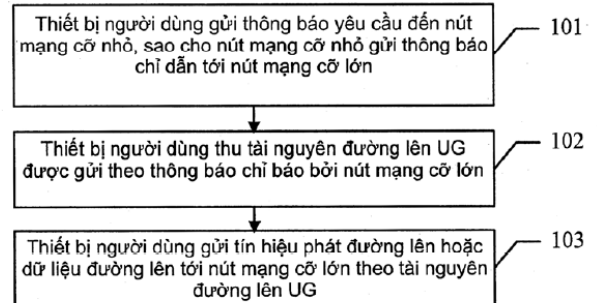 Thiết bị người dùng gửi thông báo yêu cầu đến nút
mạng cỡ nhỏ, sao cho nút mạng cỡ nhỏ gửi thông báo
chỉ dẫn tới nút mạng cỡ lớn
101
Thiết bị người dùng thu tài nguyên đường lên UG
được gửi theo thông báo chỉ báo bởi nút mạng cỡ lớn
102
Thiết bị người dùng gửi tín hiệu phát đường lên hoặc
dữ liệu đường lên tới nút mạng cỡ lớn theo tài nguyên
đường lên UG
103